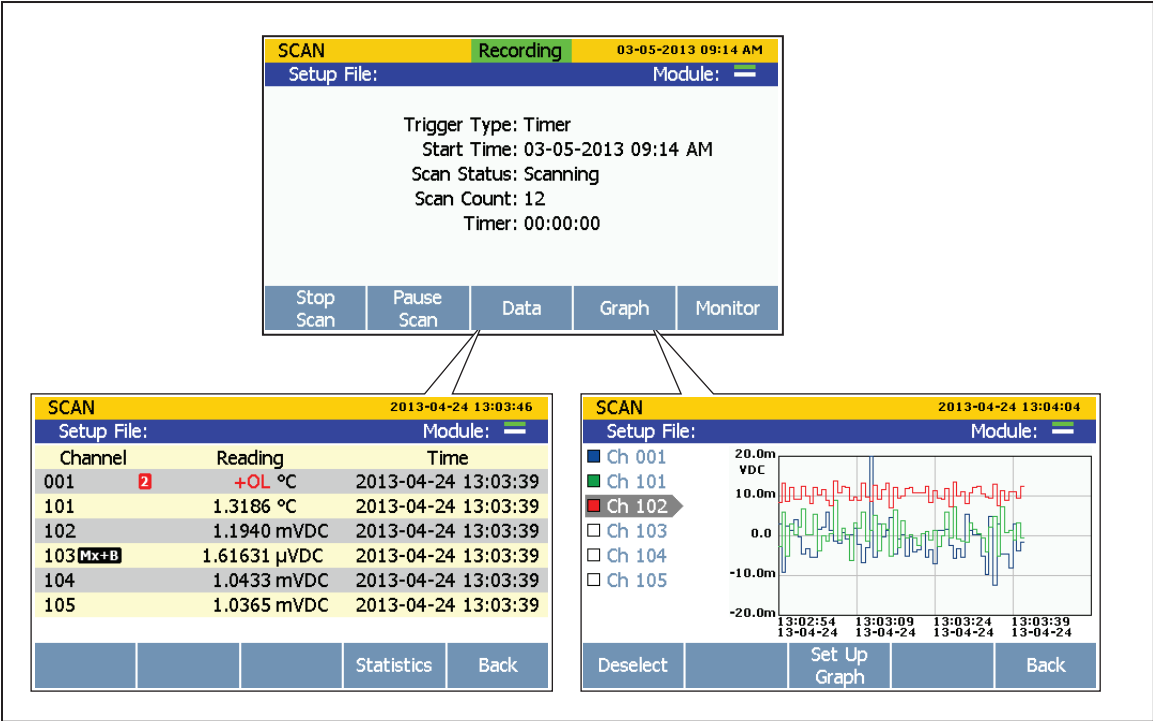 SCAN Recording 03-05-2013 09:14 AM
Setup File: Module:
Trigger Type: Timer
Start Time: 03-05-2013 09:14 AM
Scan Status: Scanning
Scan Count: 12
Timer: 00:00:00
Stop Scan Pause Scan Data Graph Monitor
SCAN 2013-04-24 13:03:46
Setup File: Module:
Channel Reading Time
001 2 +OL °C 2013-04-24 13:03:39
101 1.3186 °C 2013-04-24 13:03:39
102 1.1940 mVDC 2013-04-24 13:03:39
103 Mx+B 1.61631 µVDC 2013-04-24 13:03:39
104 1.0433 mVDC 2013-04-24 13:03:39
105 1.0365 mVDC 2013-04-24 13:03:39
Statistics Back
SCAN 2013-04-24 13:04:04
Setup File: Module:
Ch 001
Ch 101
Ch 102
Ch 103
Ch 104
Ch 105
20.0m
VDC
10.0m
0.0
-10.0m
-20.0m
13:02:54 13:03:09 13:03:24 13:03:39
13-04-24 13-04-24 13-04-24 13-04-24
Deselect Set Up Graph Back